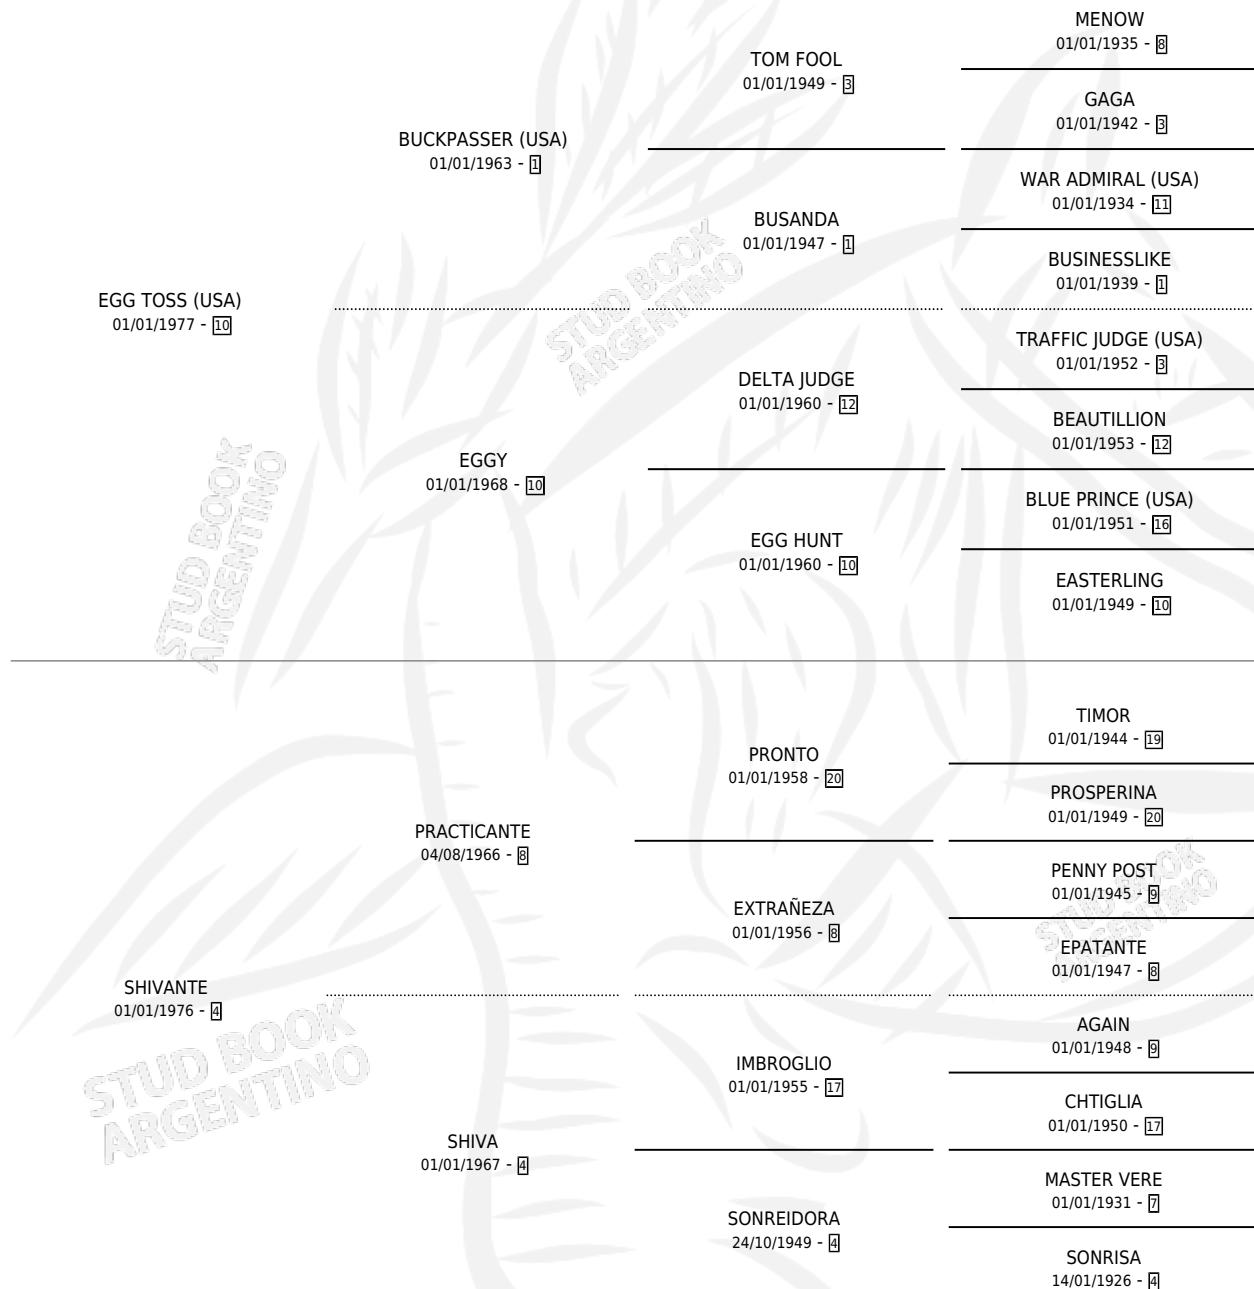 MENOW
01/01/1935 - 8
TOM FOOL
01/01/1949 - 3
GAGA
01/01/1942 - 3
BUCKPASSER (USA)
01/01/1963 - 1
WAR ADMIRAL (USA)
01/01/1934 - 11
BUSANDA
01/01/1947 - 1
BUSINESSLIKE
01/01/1939 - 1
EGG TOSS (USA)
01/01/1977 - 10
TRAFFIC JUDGE (USA)
01/01/1952 - 3
DELTA JUDGE
01/01/1960 - 12
BEAUTILLION
01/01/1953 - 12
EGGY
01/01/1968 - 10
BLUE PRINCE (USA)
01/01/1951 - 16
EGG HUNT
01/01/1960 - 10
EASTERLING
01/01/1949 - 10
STUD BOOK
ARGENTINO
STUD BOOK
ARGENTINO
TIMOR
01/01/1944 - 19
PRONTO
01/01/1958 - 20
PROSPERINA
01/01/1949 - 20
PRACTICANTE
04/08/1966 - 8
PENNY POST
01/01/1945 - 9
EXTRAÑEZA
01/01/1956 - 8
EPATANTE
01/01/1947 - 8
SHIVANTE
01/01/1976 - 4
AGAIN
01/01/1948 - 9
IMBROGLIO
01/01/1955 - 17
CHTIGLIA
01/01/1950 - 17
SHIVA
01/01/1967 - 4
MASTER VERE
01/01/1931 - 7
SONREIDORA
24/10/1949 - 4
SONRISA
14/01/1926 - 4
STUD BOOK
ARGENTINO
STUD BOOK
ARGENTINO